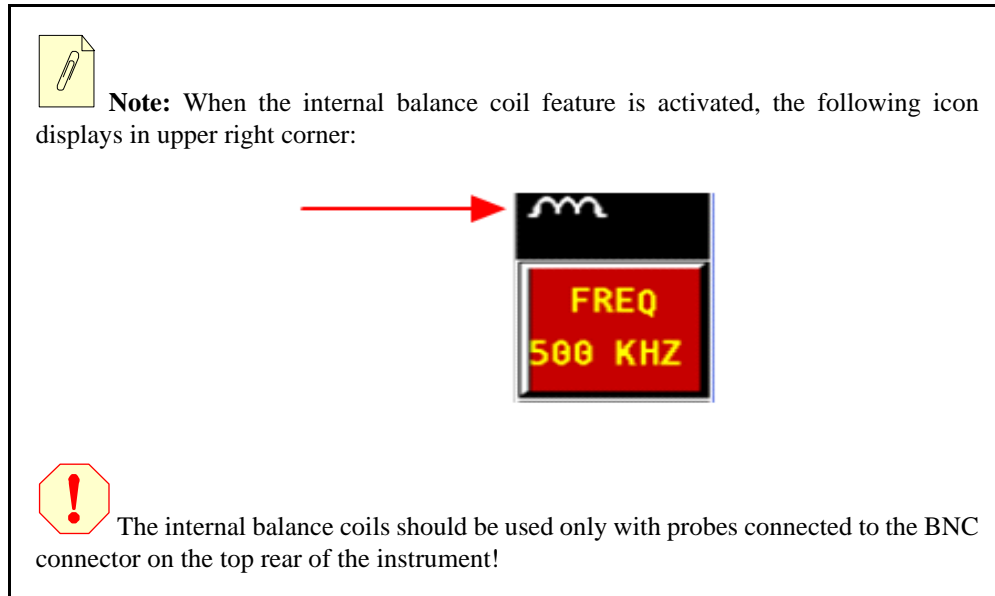 Note: When the internal balance coil feature is activated, the following icon
displays in upper right corner:
FREQ
500 KHZ
! The internal balance coils should be used only with probes connected to the BNC
connector on the top rear of the instrument!